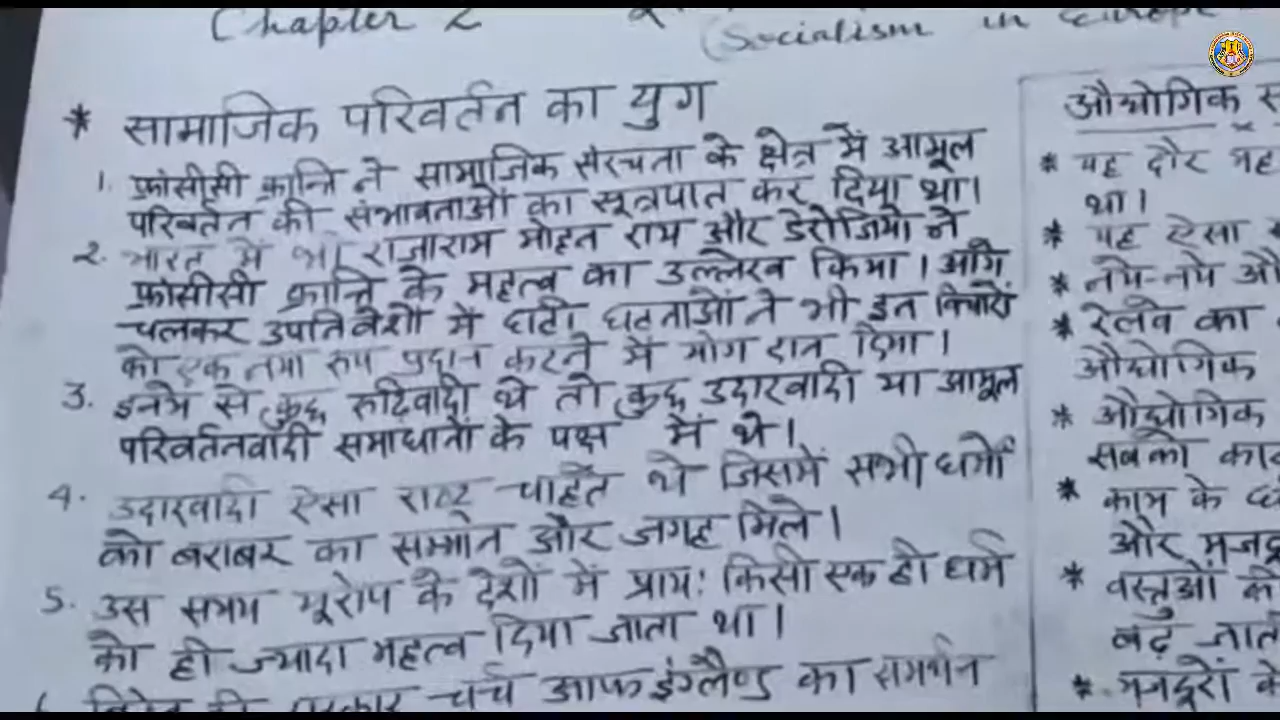 Chapter 2
(Socialism in Europe
* सामाजिक परिवर्तन का युग
1. फ्रांसीसी क्रान्ति ने सामाजिक संरचना के क्षेत्र में आमूल
परिवर्तन की संभावनाओं का सूत्रपात कर दिया था।
2. भारत में भी राजाराम मोहन राय और डेरोजियो ने
फ्रांसीसी क्रान्ति के महत्व का उल्लेख किया। आगे
चलकर उपनिवेशों में घटी घटनाओं ने भी इन विचारों
को एक नया रूप प्रदान करने में योग दान दिया।
3. इनमें से कुछ रूढ़िवादी थे तो कुछ उदारवादी या आमूल
परिवर्तनवादी समाधानों के पक्ष में थे।
4. उदारवादी ऐसा राष्ट्र चाहते थे जिसमें सभी धर्मों
को बराबर का सम्मान और जगह मिले।
5. उस समय यूरोप के देशों में प्रायः किसी एक ही धर्म
को ही ज्यादा महत्व दिया जाता था।
चर्च आफ इंग्लैण्ड का समर्थन
औद्योगिक
* यह दौर
था।
* यह ऐसा
* नये-नये
* रेलवे का
औद्योगिक
* औद्योगिक
सबको
* काम के
और
* वस्तुओं
बढ़
* मजदूरों